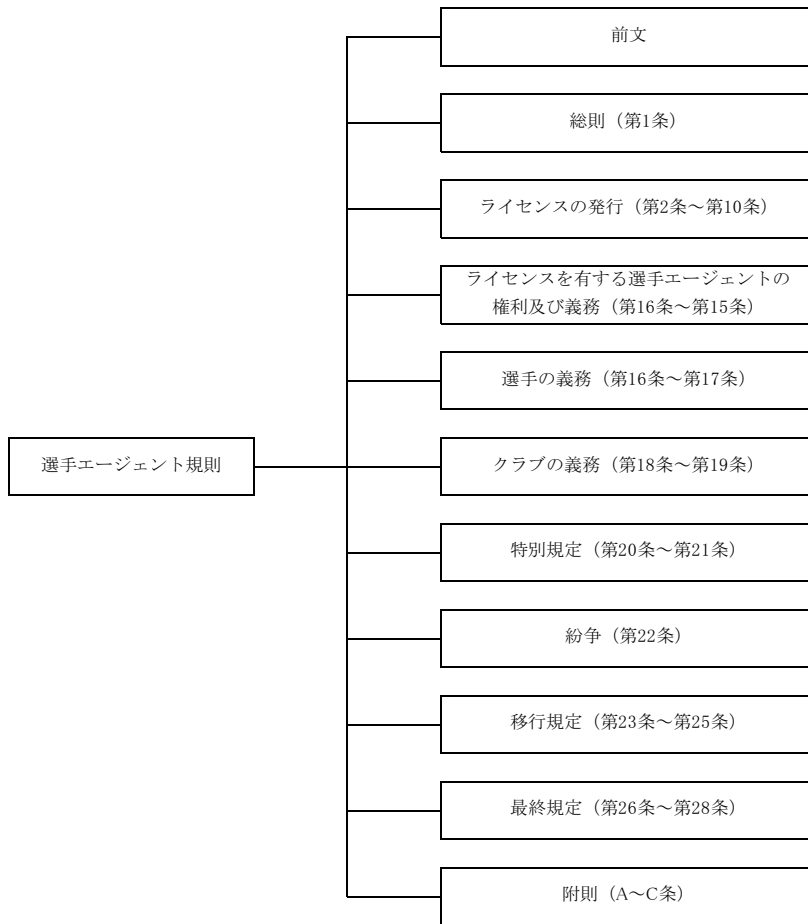 前文
総則（第1条）
ライセンスの発行（第2条～第10条）
ライセンスを有する選手エージェントの
権利及び義務（第16条～第15条）
選手の義務（第16条～第17条）
選手エージェント規則
クラブの義務（第18条～第19条）
特別規定（第20条～第21条）
紛争（第22条）
移行規定（第23条～第25条）
最終規定（第26条～第28条）
附則（A～C条）